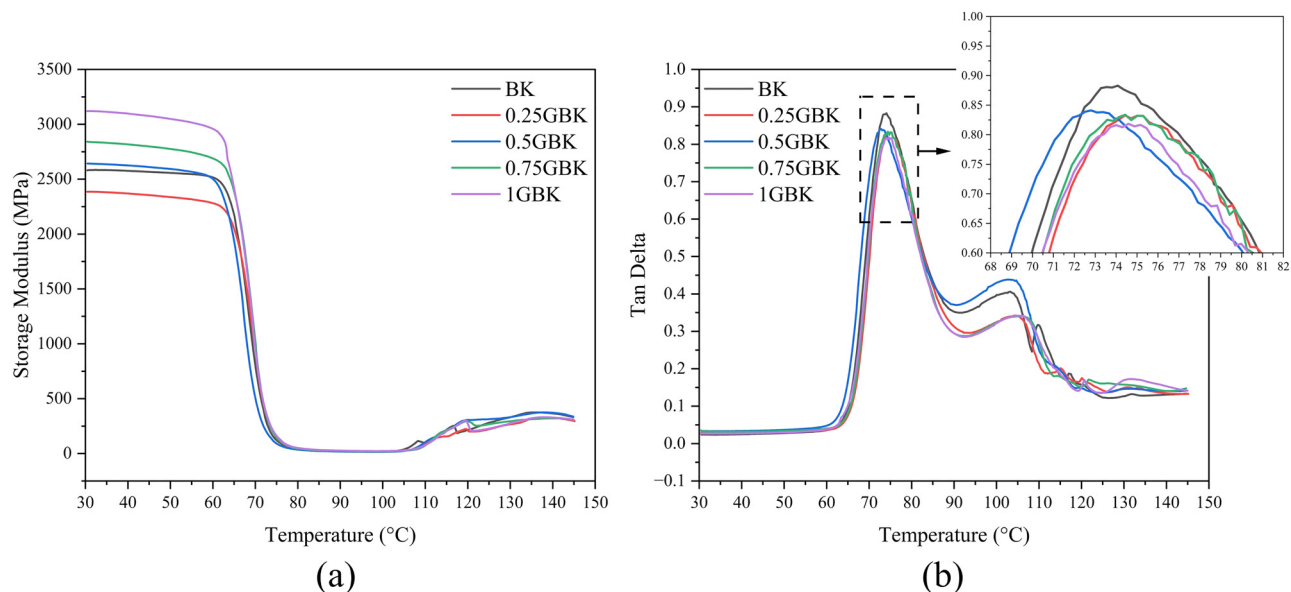 3500
3000
2500
2000
1500
1000
500
0
30 40 50 60 70 80 90 100 110 120 130 140 150
Storage Modulus (MPa)
Temperature (°C)
BK
0.25GBK
0.5GBK
0.75GBK
1GBK
(a)
1.0
0.9
0.8
0.7
0.6
0.5
0.4
0.3
0.2
0.1
0.0
−0.1
30 40 50 60 70 80 90 100 110 120 130 140 150
Tan Delta
Temperature (°C)
BK
0.25GBK
0.5GBK
0.75GBK
1GBK
1.00
0.95
0.90
0.85
0.80
0.75
0.70
0.65
0.60
68 69 70 71 72 73 74 75 76 77 78 79 80 81 82
(b)